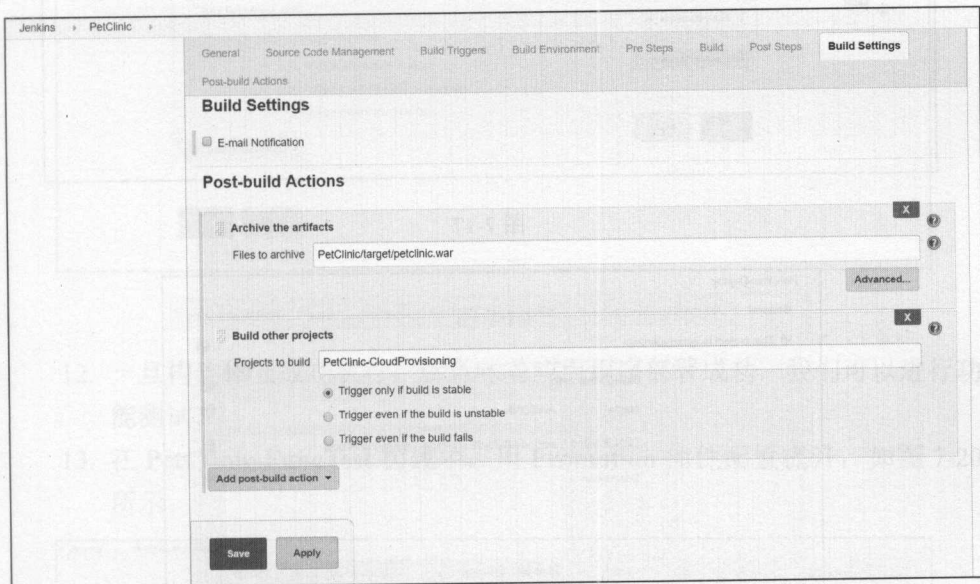 Jenkins › PetClinic ›
General Source Code Management Build Triggers Build Environment Pre Steps Build Post Steps Build Settings
Post-build Actions
Build Settings
E-mail Notification
Post-build Actions
X
Archive the artifacts
Files to archive PetClinic/target/petclinic.war
Advanced...
X
Build other projects
Projects to build PetClinic-CloudProvisioning
Trigger only if build is stable
Trigger even if the build is unstable
Trigger even if the build fails
Add post-build action
Save Apply